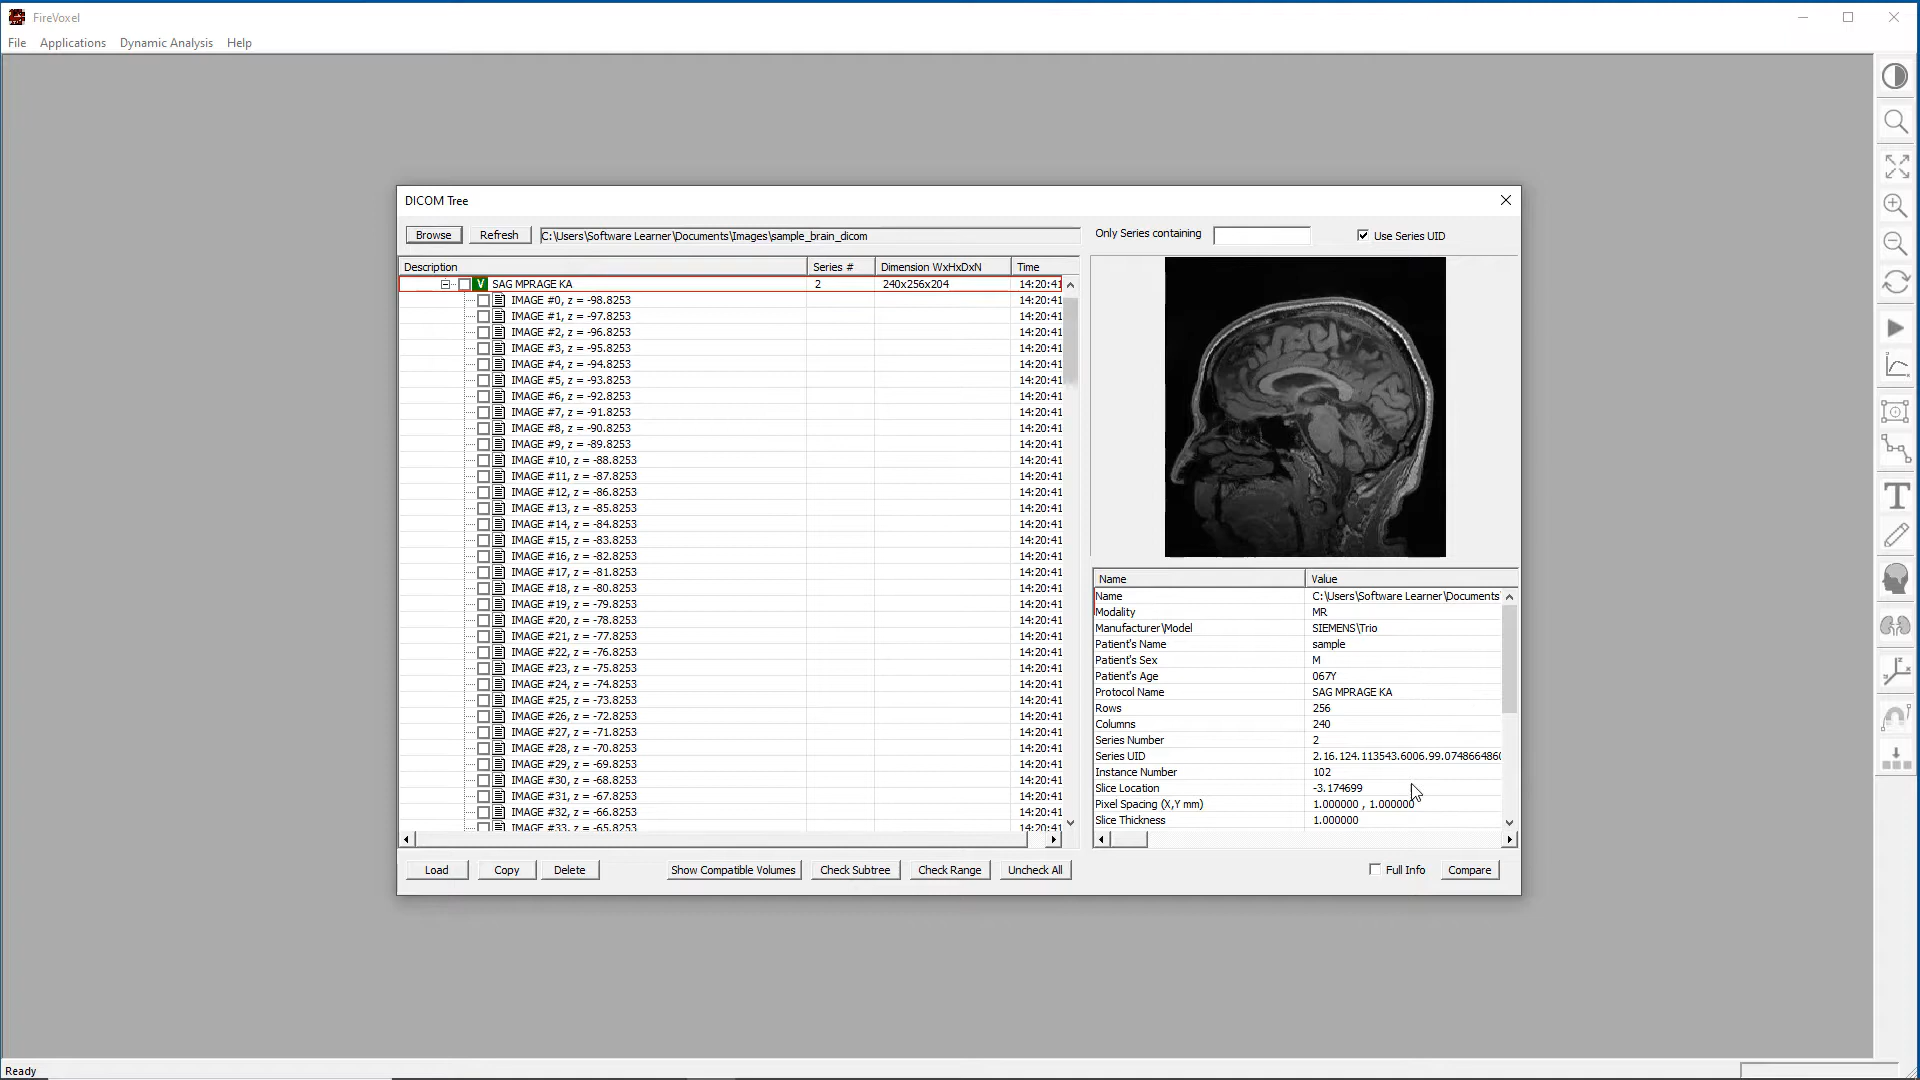 FireVoxel
File Applications Dynamic Analysis Help
DICOM Tree
Browse Refresh C:\Users\Software Learner\Documents\Images\sample_brain_dicom Only Series containing Use Series UID
Description Series # Dimension WxHxDxN Time
V SAG MPRAGE KA 2 240x256x204 14:20:41
IMAGE #0, z = -98.8253 14:20:41
IMAGE #1, z = -97.8253 14:20:41
IMAGE #2, z = -96.8253 14:20:41
IMAGE #3, z = -95.8253 14:20:41
IMAGE #4, z = -94.8253 14:20:41
IMAGE #5, z = -93.8253 14:20:41
IMAGE #6, z = -92.8253 14:20:41
IMAGE #7, z = -91.8253 14:20:41
IMAGE #8, z = -90.8253 14:20:41
IMAGE #9, z = -89.8253 14:20:41
IMAGE #10, z = -88.8253 14:20:41
IMAGE #11, z = -87.8253 14:20:41
IMAGE #12, z = -86.8253 14:20:41
IMAGE #13, z = -85.8253 14:20:41
IMAGE #14, z = -84.8253 14:20:41
IMAGE #15, z = -83.8253 14:20:41
IMAGE #16, z = -82.8253 14:20:41
IMAGE #17, z = -81.8253 14:20:41
IMAGE #18, z = -80.8253 14:20:41
IMAGE #19, z = -79.8253 14:20:41
IMAGE #20, z = -78.8253 14:20:41
IMAGE #21, z = -77.8253 14:20:41
IMAGE #22, z = -76.8253 14:20:41
IMAGE #23, z = -75.8253 14:20:41
IMAGE #24, z = -74.8253 14:20:41
IMAGE #25, z = -73.8253 14:20:41
IMAGE #26, z = -72.8253 14:20:41
IMAGE #27, z = -71.8253 14:20:41
IMAGE #28, z = -70.8253 14:20:41
IMAGE #29, z = -69.8253 14:20:41
IMAGE #30, z = -68.8253 14:20:41
IMAGE #31, z = -67.8253 14:20:41
IMAGE #32, z = -66.8253 14:20:41
IMAGE #33, z = -65.8253 14:20:41
Name Value
Name C:\Users\Software Learner\Documents
Modality MR
Manufacturer\Model SIEMENS\Trio
Patient's Name sample
Patient's Sex M
Patient's Age 067Y
Protocol Name SAG MPRAGE KA
Rows 256
Columns 240
Series Number 2
Series UID 2.16.124.113543.6006.99.0748664860
Instance Number 102
Slice Location -3.174699
Pixel Spacing (X,Y mm) 1.000000 , 1.000000
Slice Thickness 1.000000
Load Copy Delete Show Compatible Volumes Check Subtree Check Range Uncheck All Full Info Compare
T
Ready